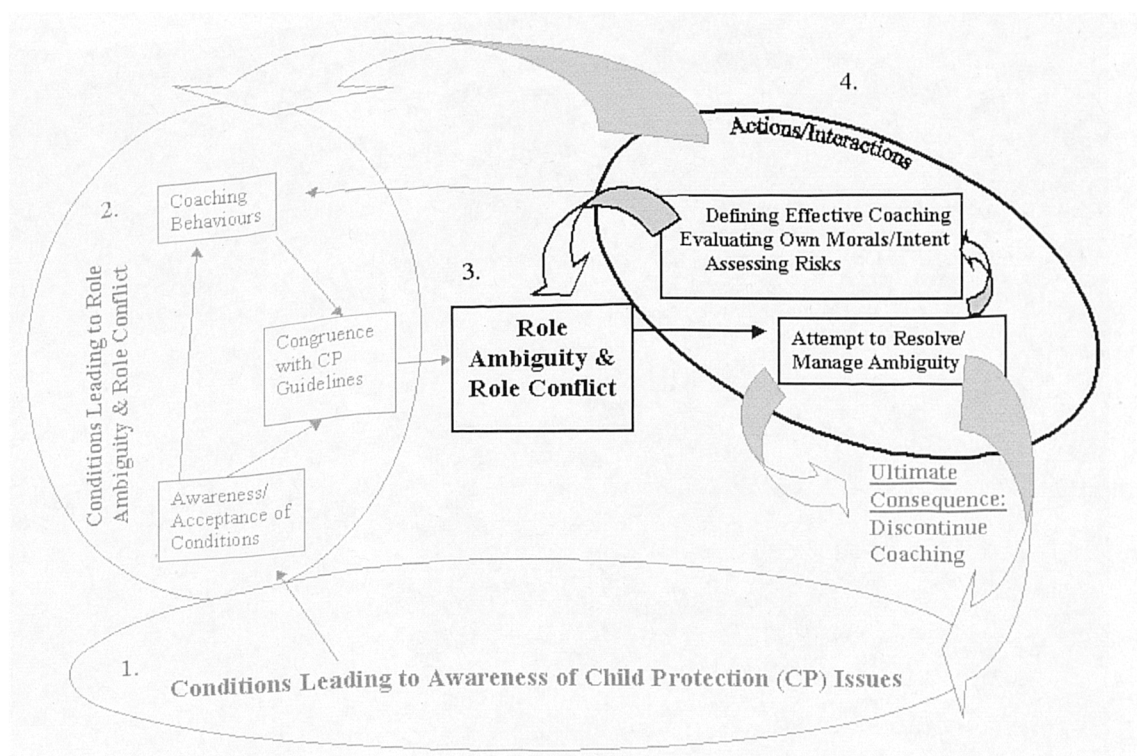 4.
Actions/Interactions
Defining Effective Coaching
Evaluating Own Morals/Intent
Assessing Risks
2.
Coaching
Behaviours
Conditions Leading to Role
Ambiguity & Role Conflict
3.
Role
Ambiguity &
Role Conflict
Congruence
with CP
Guidelines
Attempt to Resolve/
Manage Ambiguity
Awareness/
Acceptance of
Conditions
Ultimate
Consequence:
Discontinue
Coaching
1.
Conditions Leading to Awareness of Child Protection (CP) Issues